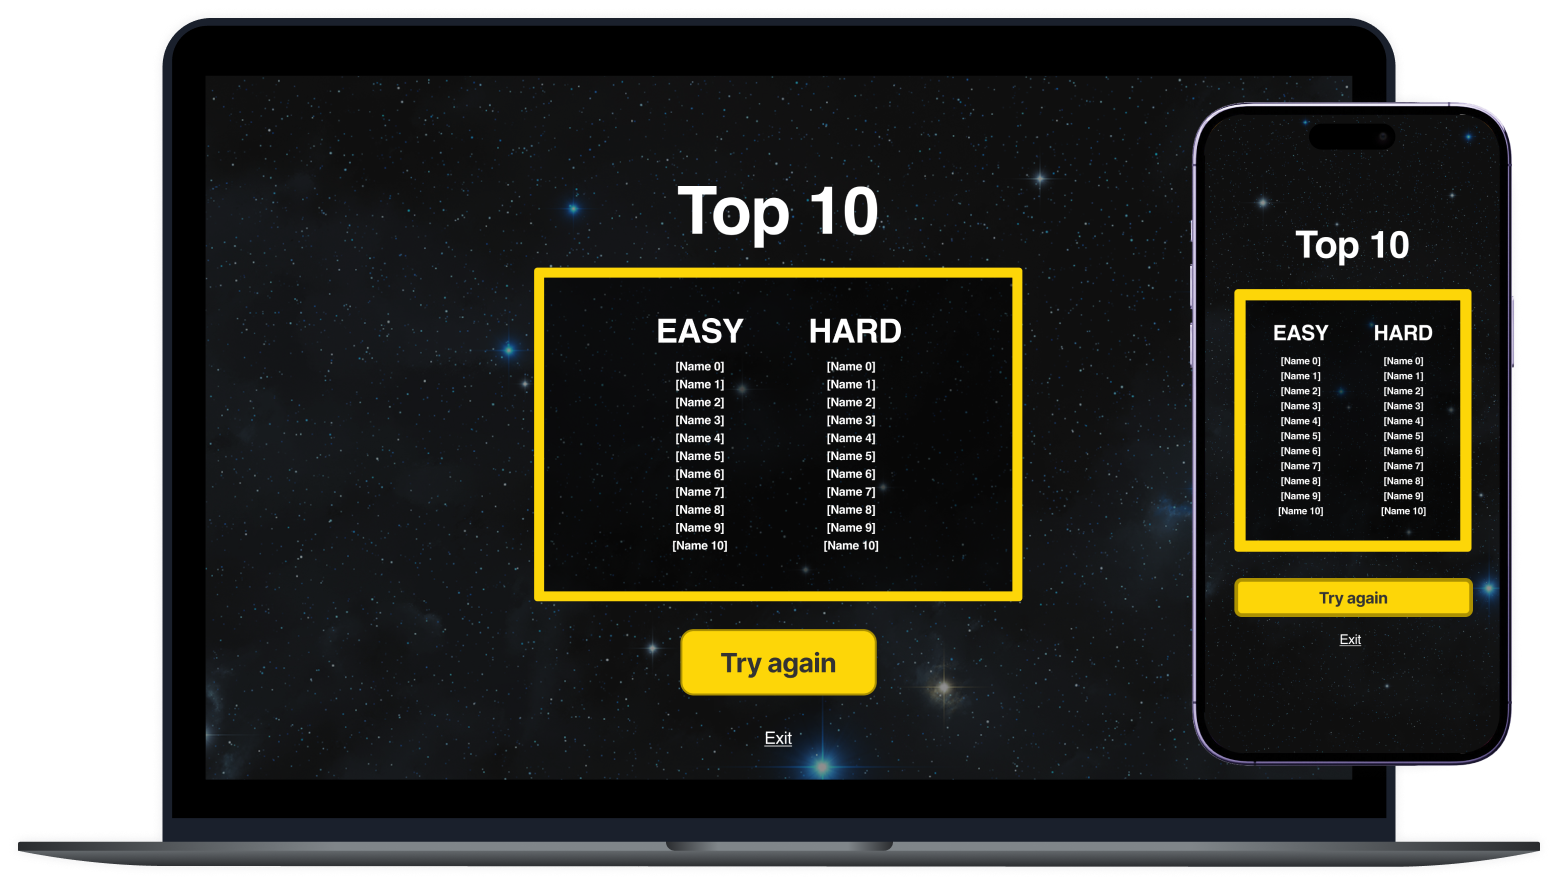 Top 10
EASY HARD
[Name 0] [Name 0]
[Name 1] [Name 1]
[Name 2] [Name 2]
[Name 3] [Name 3]
[Name 4] [Name 4]
[Name 5] [Name 5]
[Name 6] [Name 6]
[Name 7] [Name 7]
[Name 8] [Name 8]
[Name 9] [Name 9]
[Name 10] [Name 10]
Try again
Exit
Top 10
EASY HARD
[Name 0] [Name 0]
[Name 1] [Name 1]
[Name 2] [Name 2]
[Name 3] [Name 3]
[Name 4] [Name 4]
[Name 5] [Name 5]
[Name 6] [Name 6]
[Name 7] [Name 7]
[Name 8] [Name 8]
[Name 9] [Name 9]
[Name 10] [Name 10]
Try again
Exit